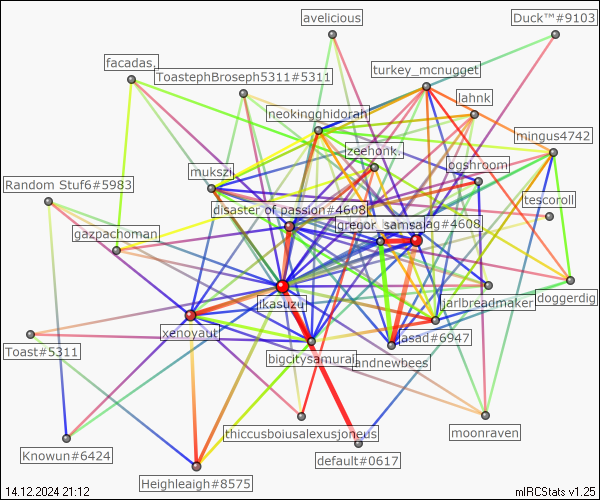 avelicious
Duck™#9103
facadas.
ToastephBroseph5311#5311
turkey_mcnugget
lahnk
neokingghidorah
mingus4742
zeehonk.
ogshroom
mukszi
Random Stuf6#5983
disaster of passion#4608
gregor_samsa
ag#4608
tescoroll
gazpachoman
ikasuzu
jarlbreadmaker
doggerdig
xenoyaut
asad#6947
Toast#5311
bigcitysamurai
andnewbees
thiccusboiusalexusjoneus
moonraven
Knowun#6424
default#0617
Heighleaigh#8575
14.12.2024 21:12
mIRCStats v1.25